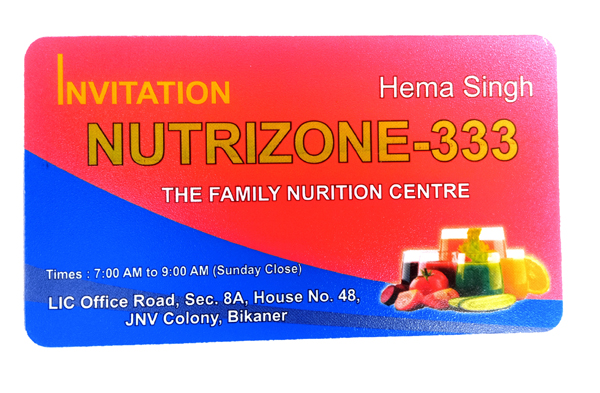 INVITATION
Hema Singh
NUTRIZONE-333
THE FAMILY NURITION CENTRE
Times : 7:00 AM to 9:00 AM (Sunday Close)
LIC Office Road, Sec. 8A, House No. 48,
JNV Colony, Bikaner